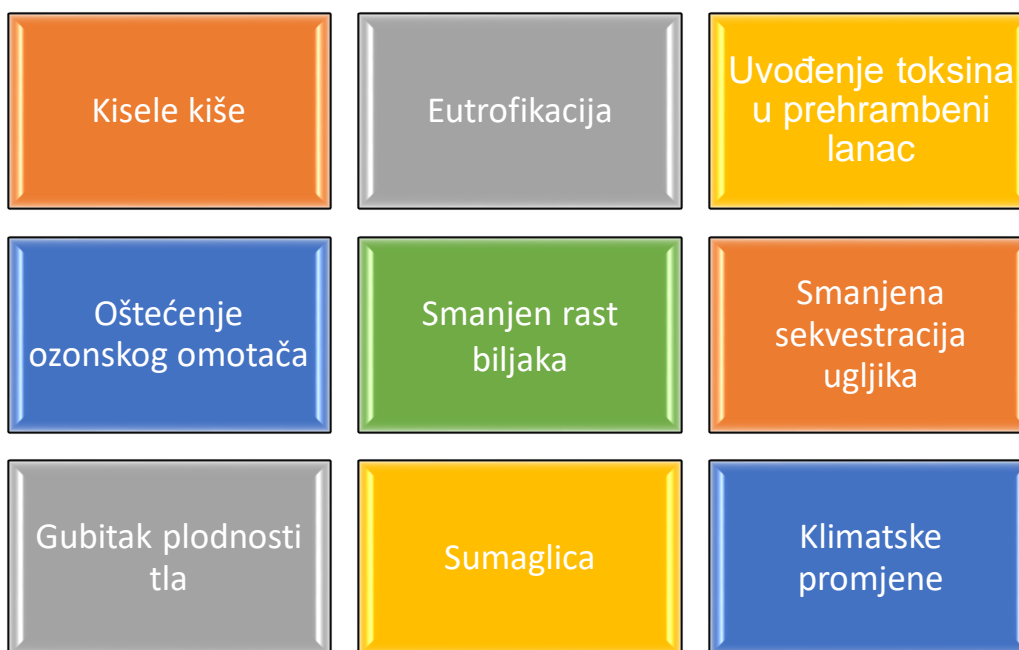 Kisele kiše
Eutrofikacija
Uvođenje toksina
u prehrambeni
lanac
Oštećenje
ozonskog omotača
Smanjen rast
biljaka
Smanjena
sekvestracija
ugljika
Gubitak plodnosti
tla
Sumaglica
Klimatske
promjene